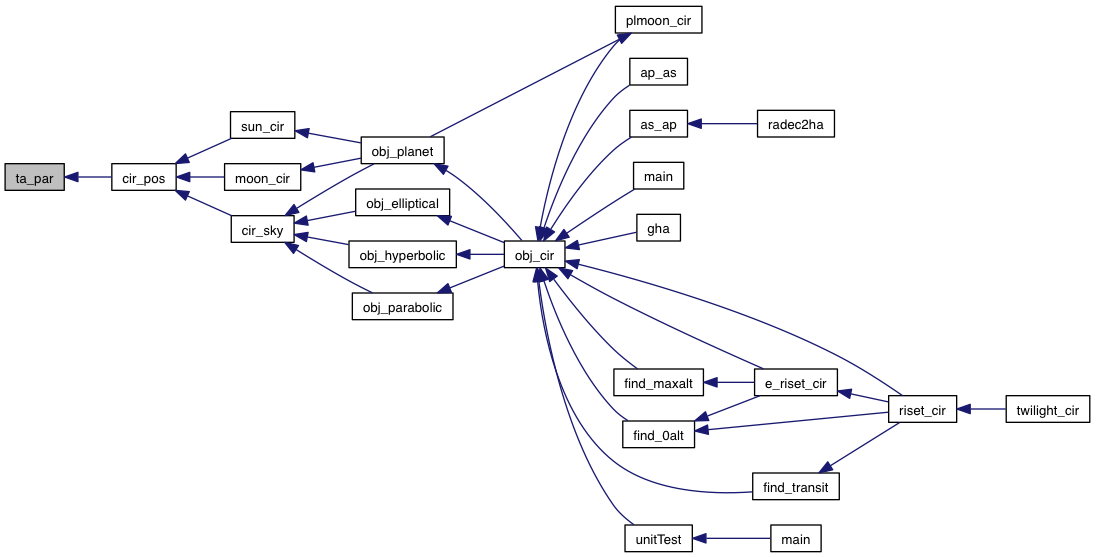 ta_par
cir_pos
sun_cir
moon_cir
cir_sky
obj_planet
obj_elliptical
obj_hyperbolic
obj_parabolic
obj_cir
plmoon_cir
ap_as
as_ap
radec2ha
main
gha
find_maxalt
e_riset_cir
riset_cir
twilight_cir
find_0alt
find_transit
unitTest
main